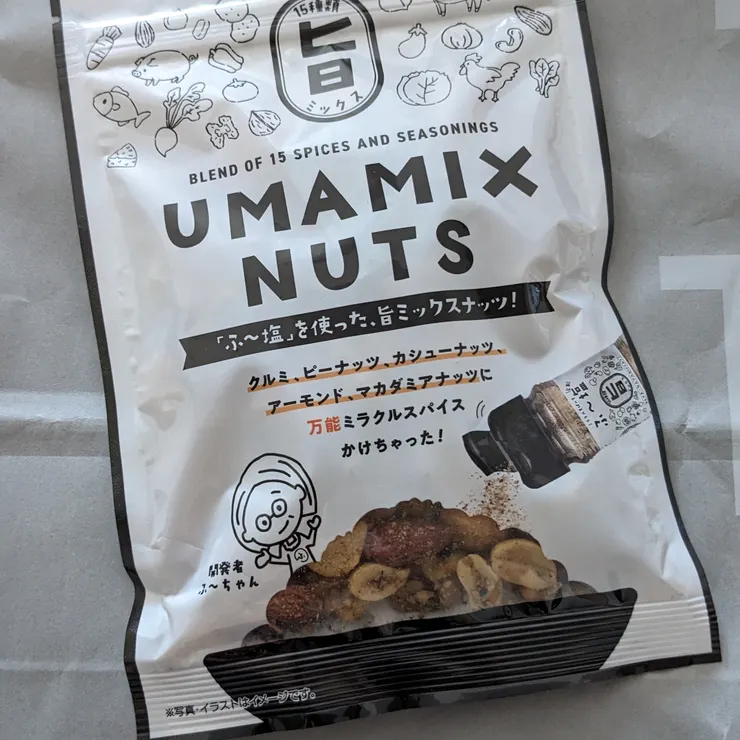 15種類
旨
ミックス
BLEND OF 15 SPICES AND SEASONINGS
UMAMIX
NUTS
「ふ〜塩」を使った、旨ミックスナッツ!
クルミ、ピーナッツ、カシューナッツ、
アーモンド、マカダミアナッツに
万能ミラクルスパイス
かけちゃった!
旨
ふ〜塩
開発者
ふ〜ちゃん
ふ
※写真・イラストはイメージです。